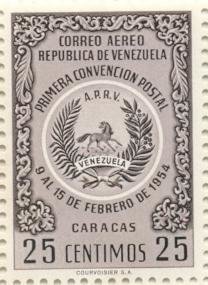 CORREO AEREO
REPUBLICA DE VENEZUELA
PRIMERA CONVENCION POSTAL
A.P.R.V.
VENEZUELA
9 AL 15 DE FEBRERO DE 1954
CARACAS
25 CENTIMOS 25
COURVOISIER S.A.